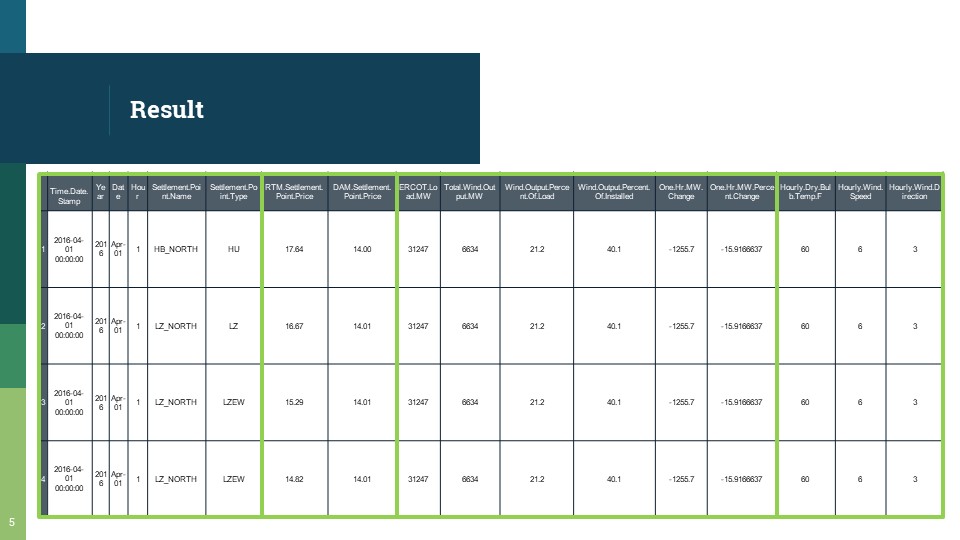 Result
Time.Date.Stamp Year Date Hour Settlement.Point.Name Settlement.Point.Type RTM.Settlement.Point.Price DAM.Settlement.Point.Price ERCOT.Load.MW Total.Wind.Output.MW Wind.Output.Percent.Of.Load Wind.Output.Percent.Of.Installed One.Hr.MW.Change One.Hr.MW.Percent.Change Hourly.Dry.Bulb.Temp.F Hourly.Wind.Speed Hourly.Wind.Direction
1 2016-04-01 00:00:00 2016 Apr-01 1 HB_NORTH HU 17.64 14.00 31247 6634 21.2 40.1 -1255.7 -15.9166637 60 6 3
2 2016-04-01 00:00:00 2016 Apr-01 1 LZ_NORTH LZ 16.67 14.01 31247 6634 21.2 40.1 -1255.7 -15.9166637 60 6 3
3 2016-04-01 00:00:00 2016 Apr-01 1 LZ_NORTH LZEW 15.29 14.01 31247 6634 21.2 40.1 -1255.7 -15.9166637 60 6 3
4 2016-04-01 00:00:00 2016 Apr-01 1 LZ_NORTH LZEW 14.82 14.01 31247 6634 21.2 40.1 -1255.7 -15.9166637 60 6 3
5